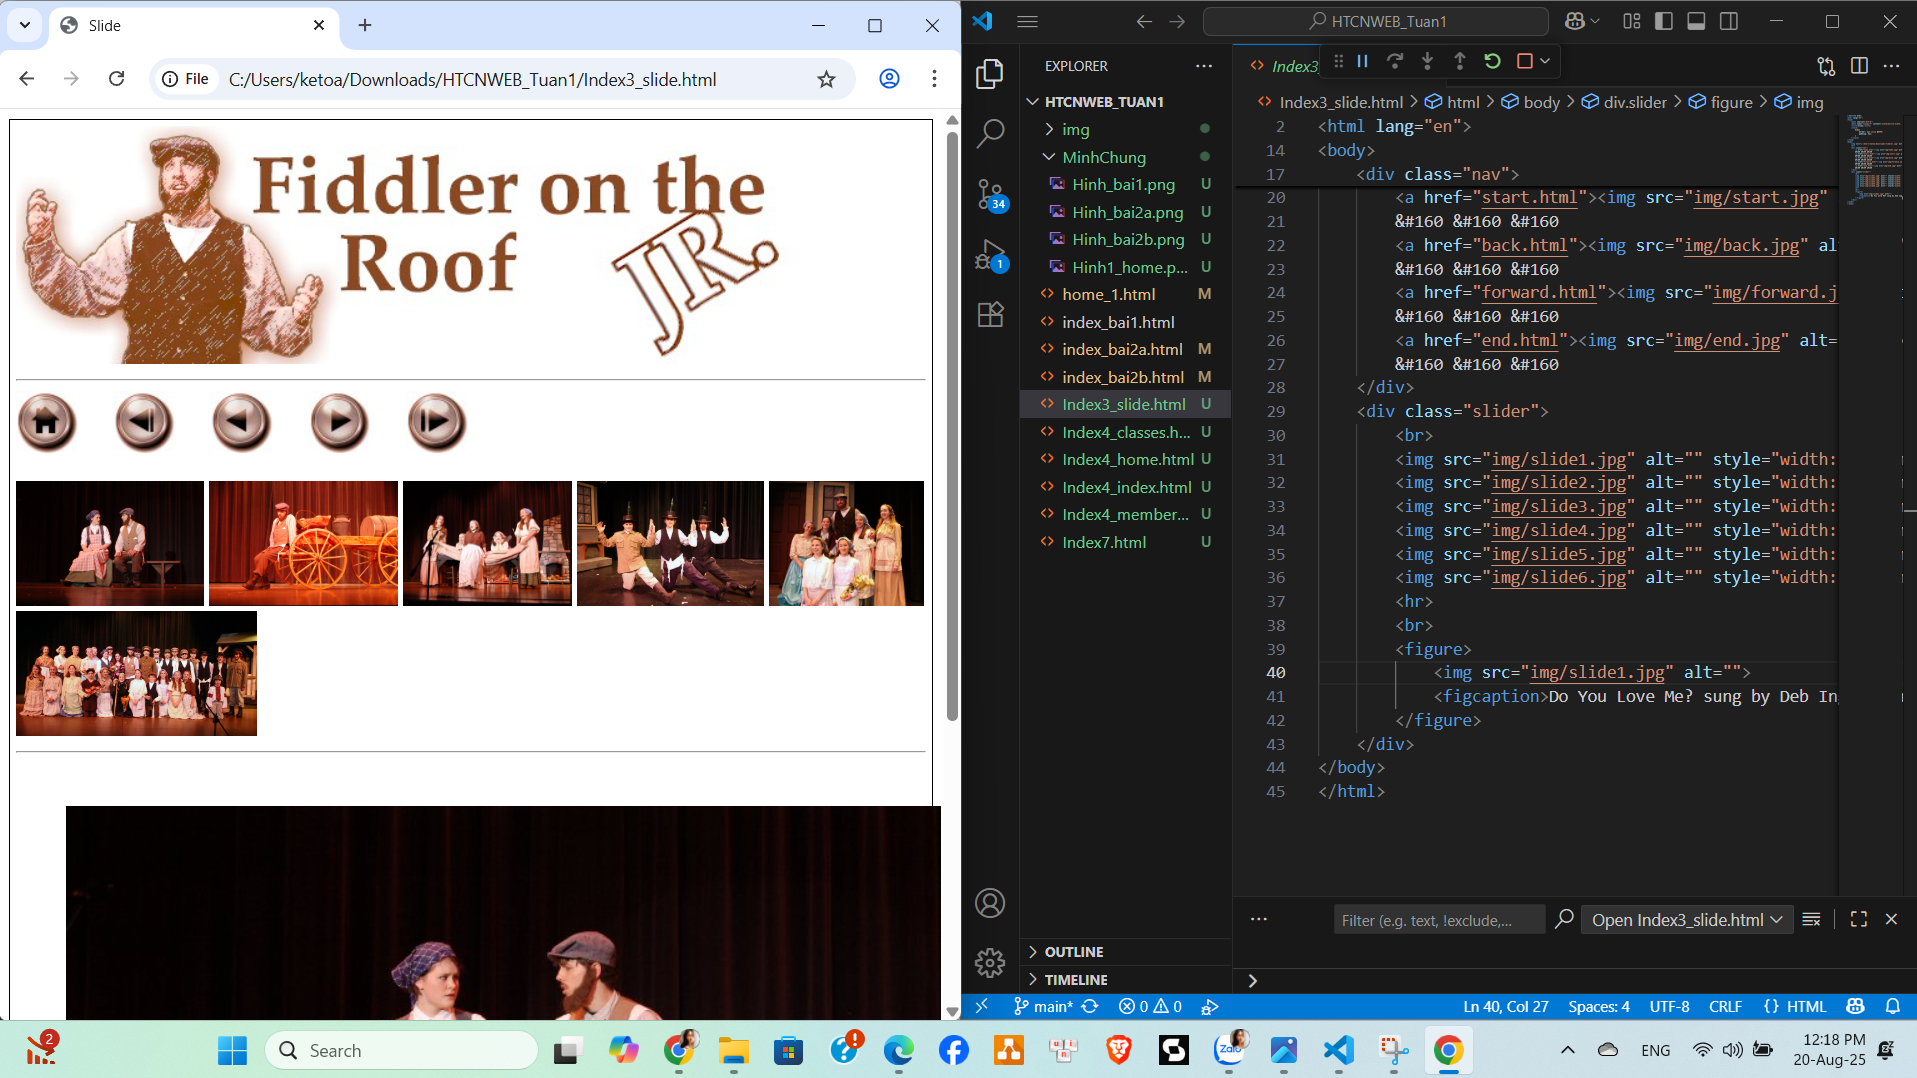 Slide
File
C:/Users/ketoa/Downloads/HTCNWEB_Tuan1/Index3_slide.html
Fiddler on the
Roof
JR.
HTCNWEB_Tuan1
EXPLORER
HTCNWEB_TUAN1
img
MinhChung
Hinh_bai1.png U
Hinh_bai2a.png U
Hinh_bai2b.png U
Hinh1_home.p... U
home_1.html M
index_bai1.html
index_bai2a.html M
index_bai2b.html M
Index3_slide.html U
Index4_classes.h... U
Index4_home.html U
Index4_index.html U
Index4_member... U
Index7.html U
OUTLINE
TIMELINE
34
1
Index3_slide.html > html > body > div.slider > figure > img
2 <html lang="en">
14 <body>
17 <div class="nav">
20 <a href="start.html"><img src="img/start.jpg"
21 &#160 &#160 &#160
22 <a href="back.html"><img src="img/back.jpg" al
23 &#160 &#160 &#160
24 <a href="forward.html"><img src="img/forward.j
25 &#160 &#160 &#160
26 <a href="end.html"><img src="img/end.jpg" alt=
27 &#160 &#160 &#160
28 </div>
29 <div class="slider">
30 <br>
31 <img src="img/slide1.jpg" alt="" style="width:
32 <img src="img/slide2.jpg" alt="" style="width:
33 <img src="img/slide3.jpg" alt="" style="width:
34 <img src="img/slide4.jpg" alt="" style="width:
35 <img src="img/slide5.jpg" alt="" style="width:
36 <img src="img/slide6.jpg" alt="" style="width:
37 <hr>
38 <br>
39 <figure>
40 <img src="img/slide1.jpg" alt="">
41 <figcaption>Do You Love Me? sung by Deb In
42 </figure>
43 </div>
44 </body>
45 </html>
Filter (e.g. text, !exclude,...
Open Index3_slide.html
main* 0 0 Ln 40, Col 27 Spaces: 4 UTF-8 CRLF {} HTML
2
Search
Zalo
ENG
12:18 PM
20-Aug-25